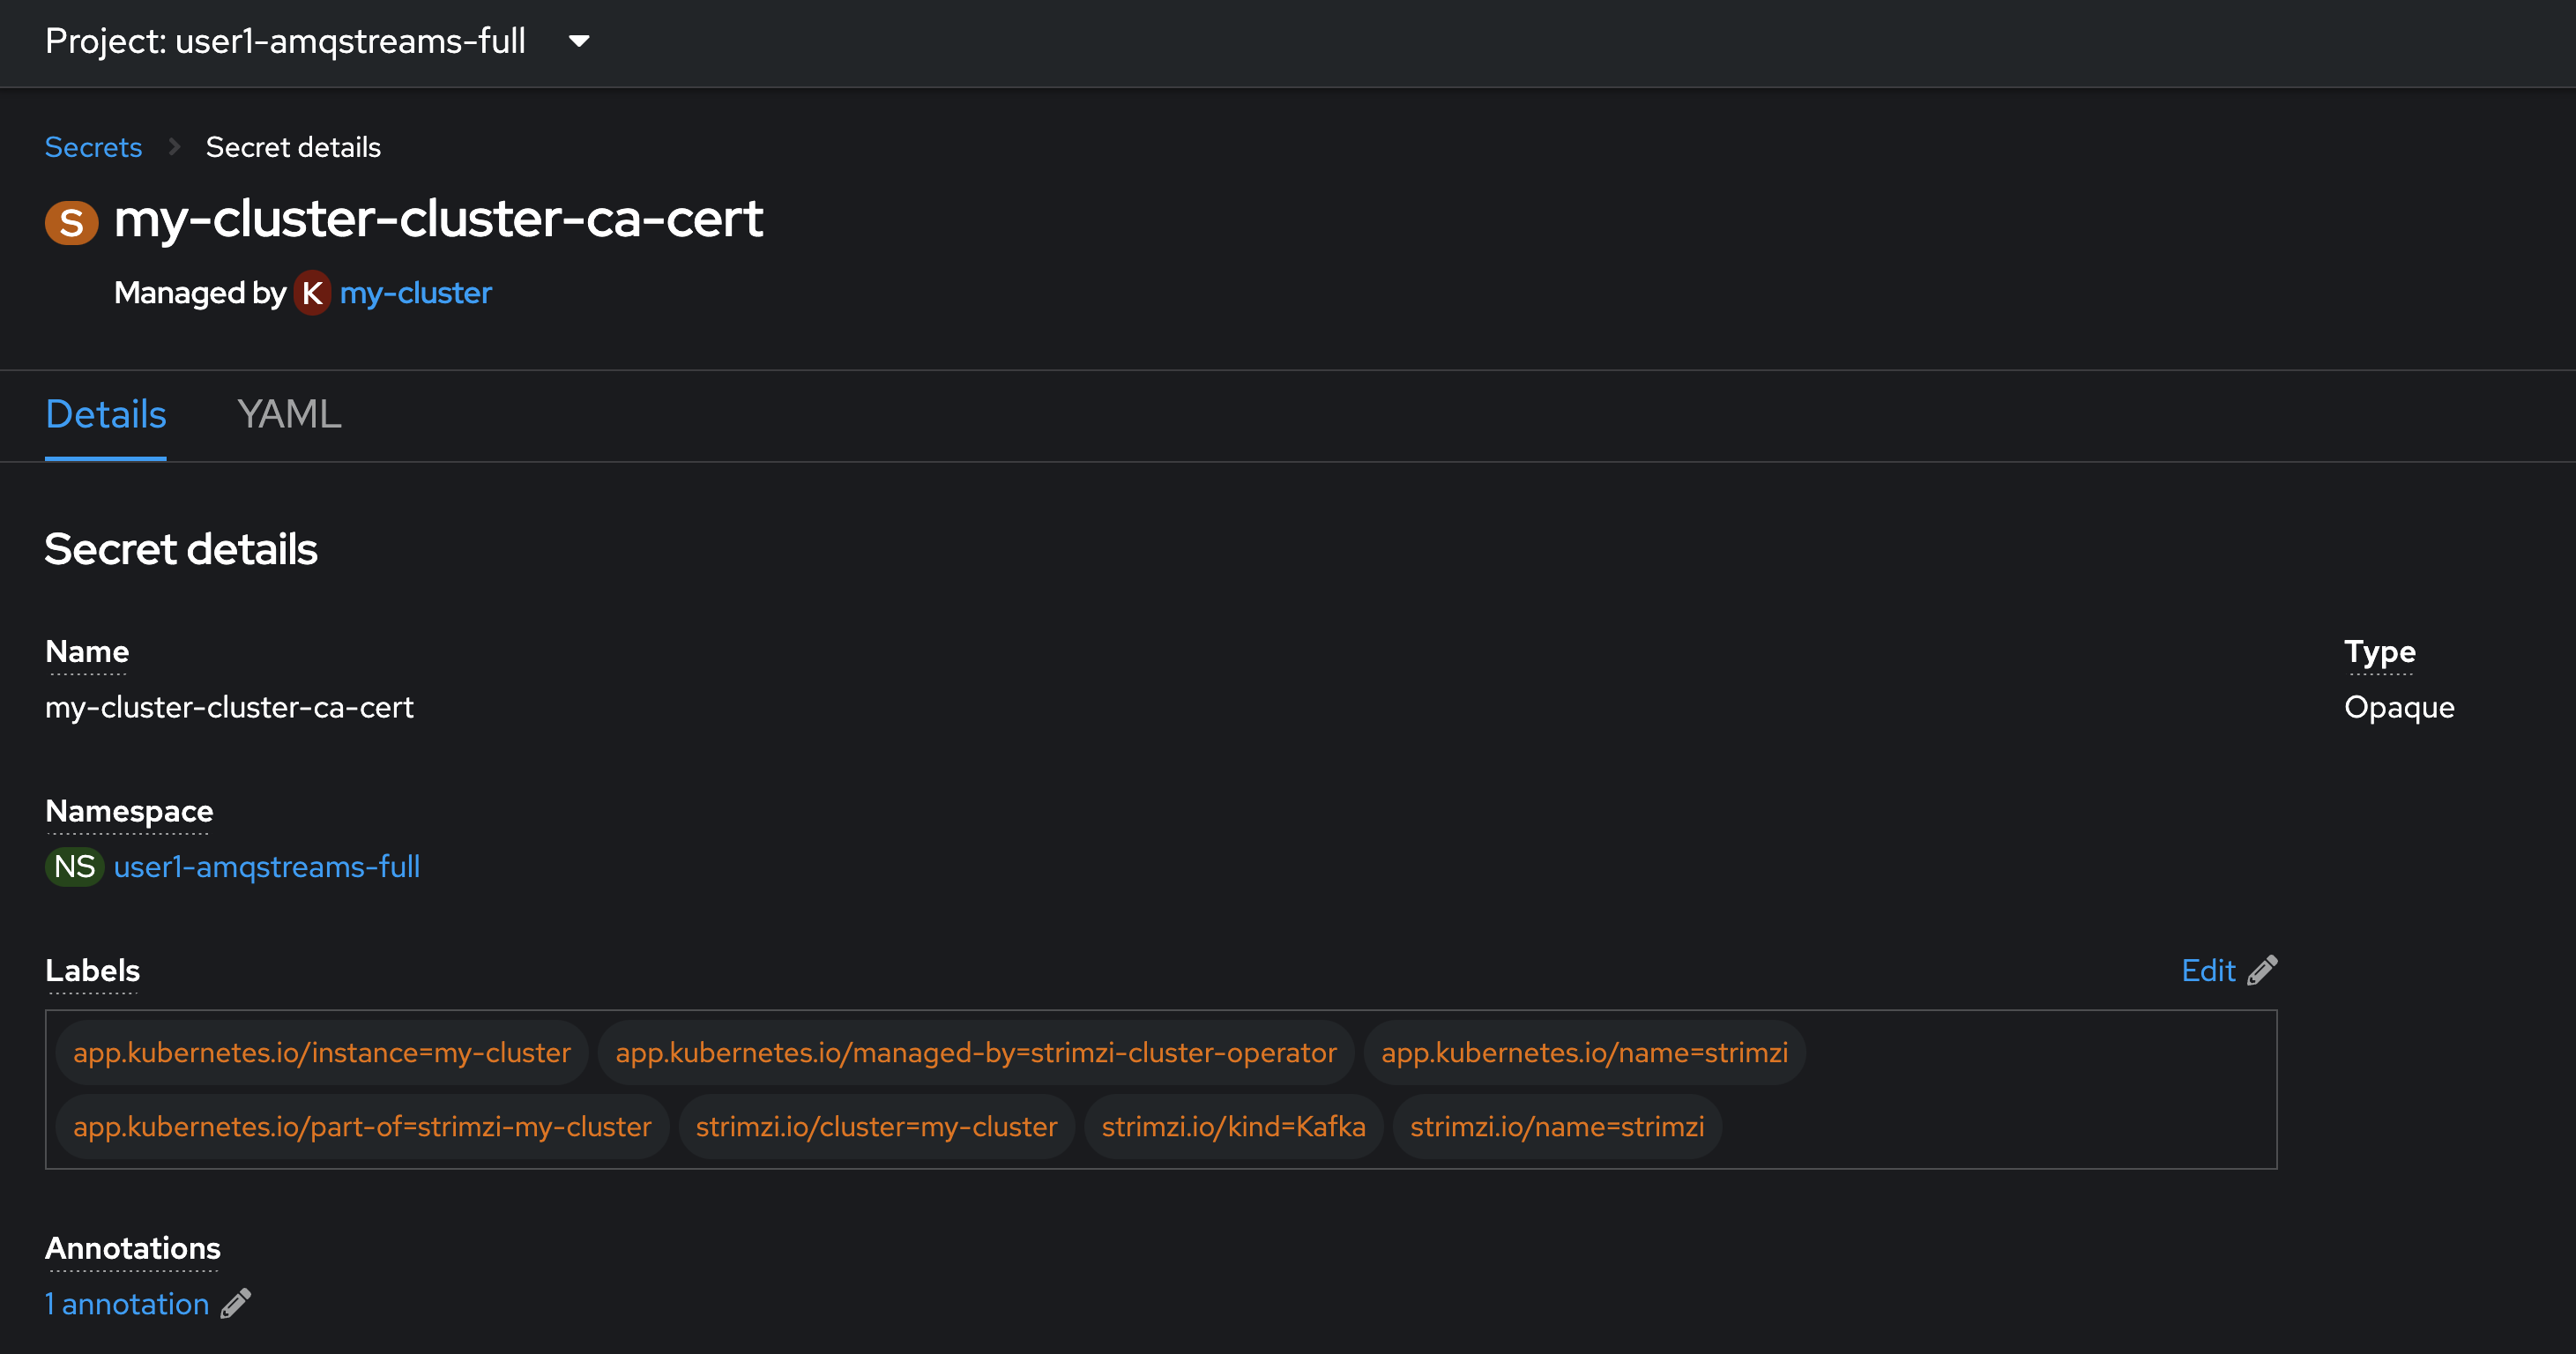 Project: user1-amqstreams-full
Secrets Secret details
S my-cluster-cluster-ca-cert
Managed by K my-cluster
Details YAML
Secret details
Name Type
my-cluster-cluster-ca-cert Opaque
Namespace
NS user1-amqstreams-full
Labels Edit
app.kubernetes.io/instance=my-cluster app.kubernetes.io/managed-by=strimzi-cluster-operator app.kubernetes.io/name=strimzi
app.kubernetes.io/part-of=strimzi-my-cluster strimzi.io/cluster=my-cluster strimzi.io/kind=Kafka strimzi.io/name=strimzi
Annotations
1 annotation